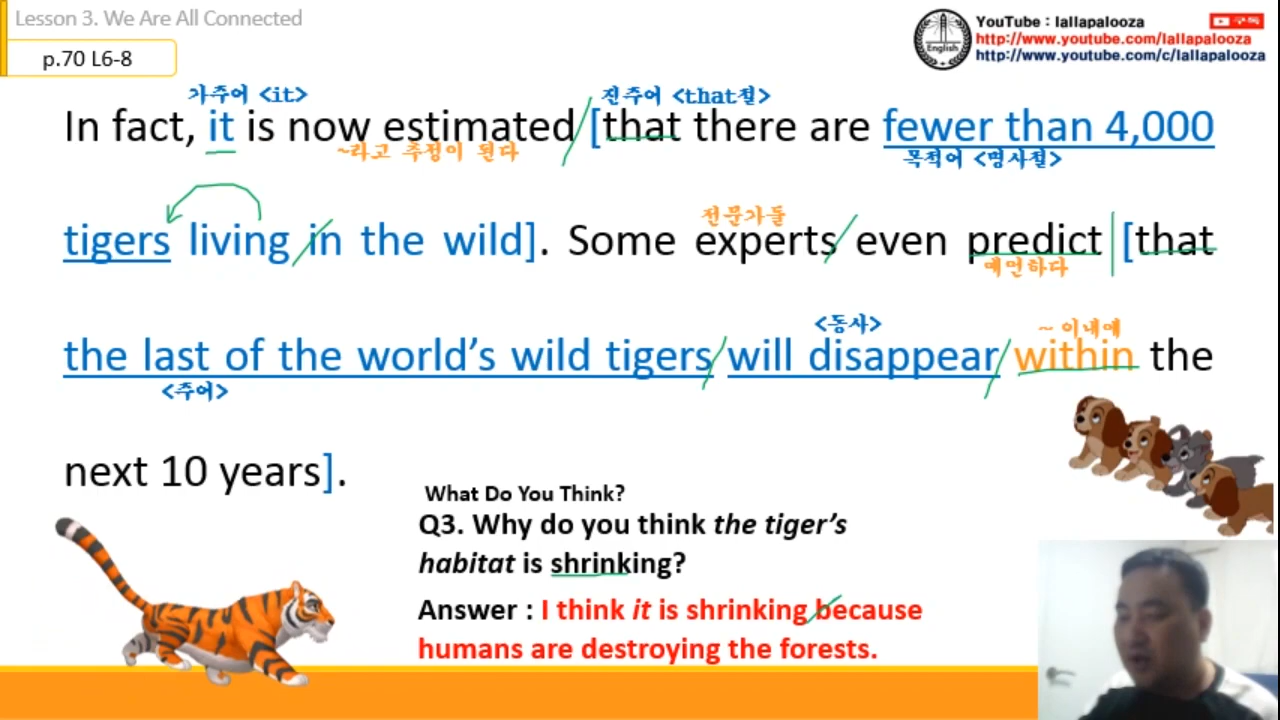 Lesson 3. We Are All Connected
p.70 L6-8
English
YouTube : lallapalooza
구독
http://www.youtube.com/lallapalooza
http://www.youtube.com/c/lallapalooza
가주어 <it>
진주어 <that절>
In fact, it is now estimated [that there are fewer than 4,000
~라고 추정이 된다
목적어 <명사절>
전문가들
tigers living in the wild]. Some experts even predict [that
예먼하다
<동사>
~ 이내에
the last of the world's wild tigers will disappear within the
<주어>
next 10 years].
What Do You Think?
Q3. Why do you think the tiger's
habitat is shrinking?
Answer : I think it is shrinking because
humans are destroying the forests.